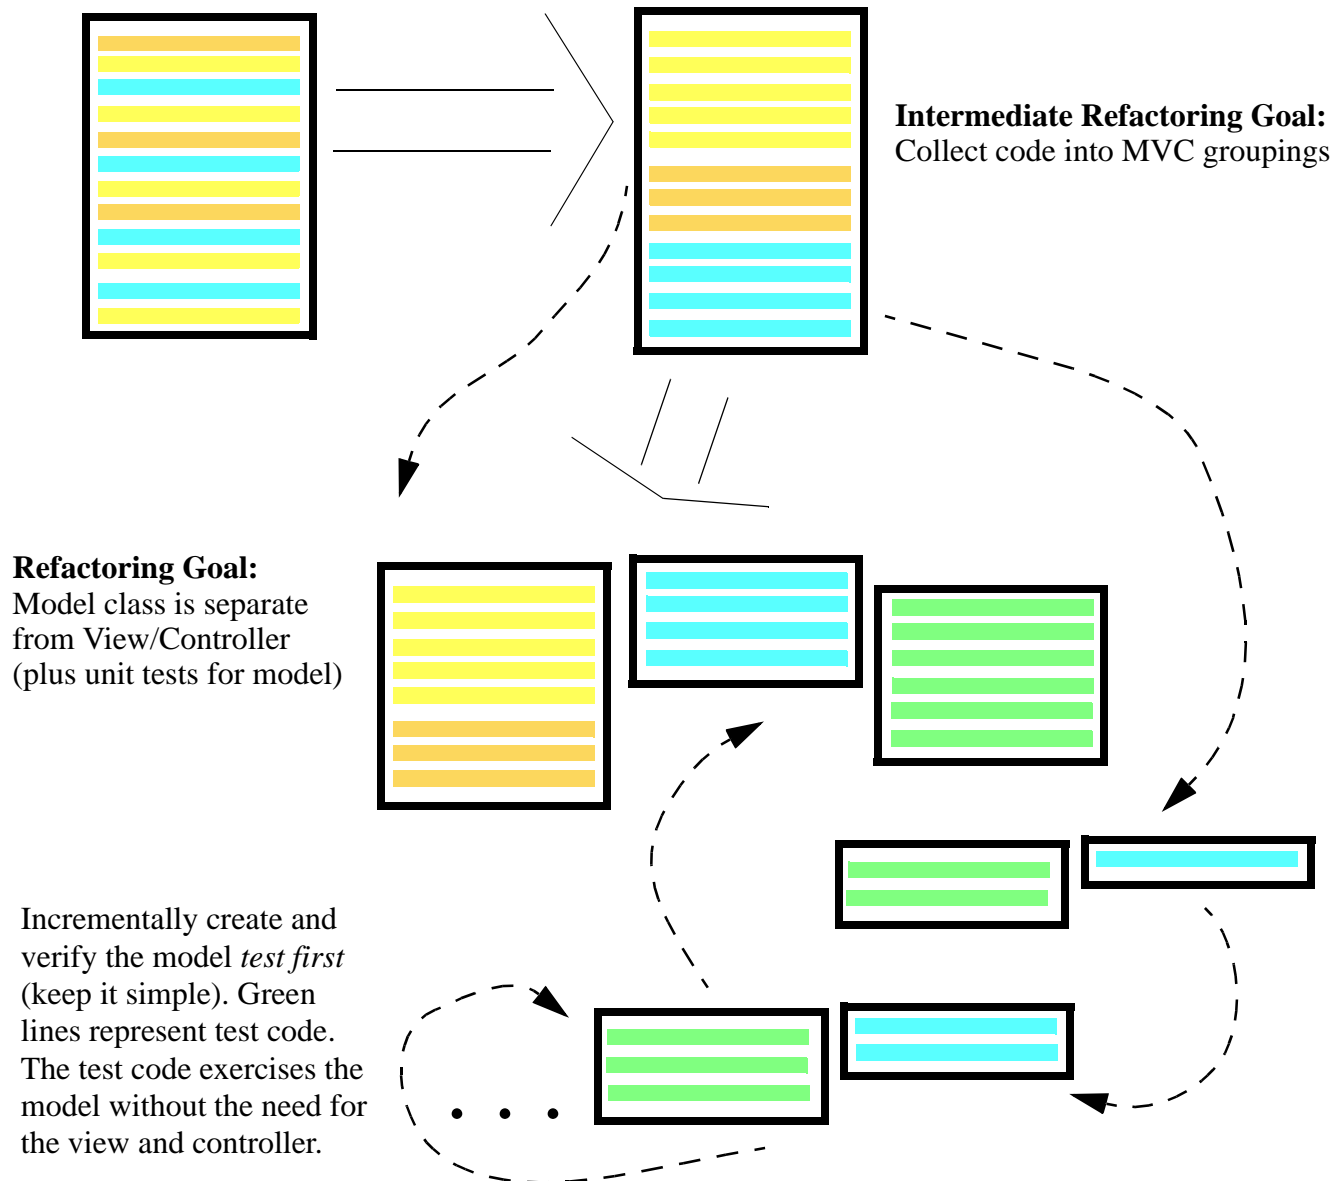 Intermediate Refactoring Goal:
Collect code into MVC groupings
Refactoring Goal:
Model class is separate
from View/Controller
(plus unit tests for model)
Incrementally create and
verify the model test first
(keep it simple). Green
lines represent test code.
The test code exercises the
model without the need for
the view and controller.